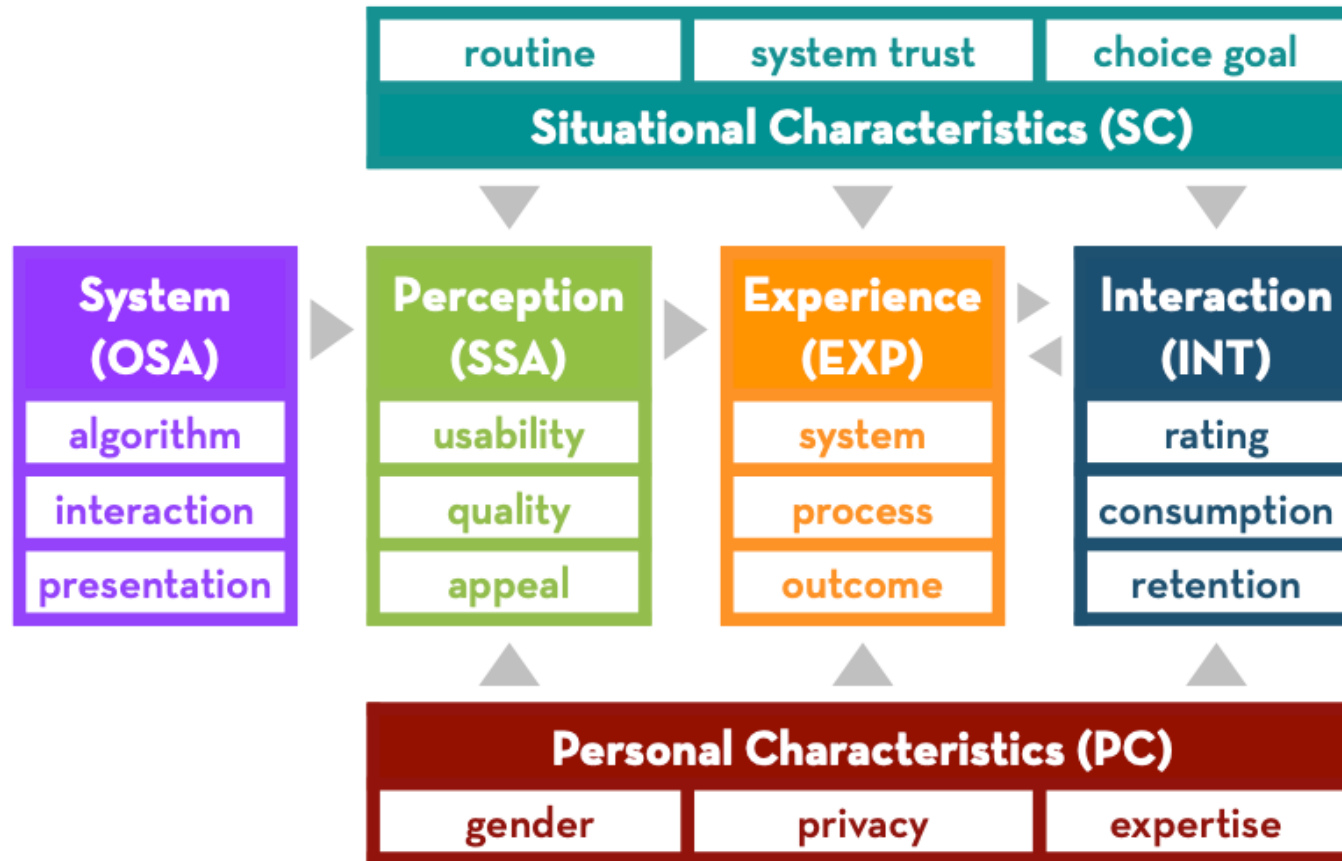 routine
system trust
choice goal
Situational Characteristics (SC)
System
(OSA)
algorithm
interaction
presentation
Perception
(SSA)
usability
quality
appeal
Experience
(EXP)
system
process
outcome
Interaction
(INT)
rating
consumption
retention
Personal Characteristics (PC)
gender
privacy
expertise